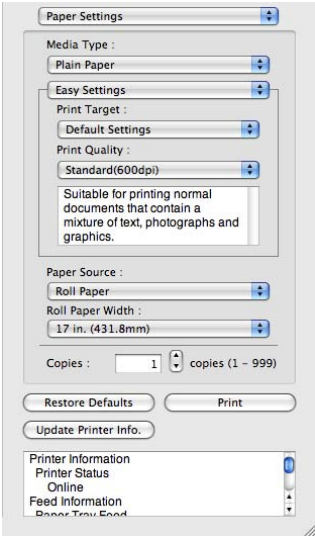 Paper Settings
Media Type :
Plain Paper
Easy Settings
Print Target :
Default Settings
Print Quality :
Standard(600dpi)
Suitable for printing normal
documents that contain a
mixture of text, photographs and
graphics.
Paper Source :
Roll Paper
Roll Paper Width :
17 in. (431.8mm)
Copies : 1 copies (1 - 999)
Restore Defaults Print
Update Printer Info.
Printer Information
Printer Status
Online
Feed Information
Paper Tray Feed